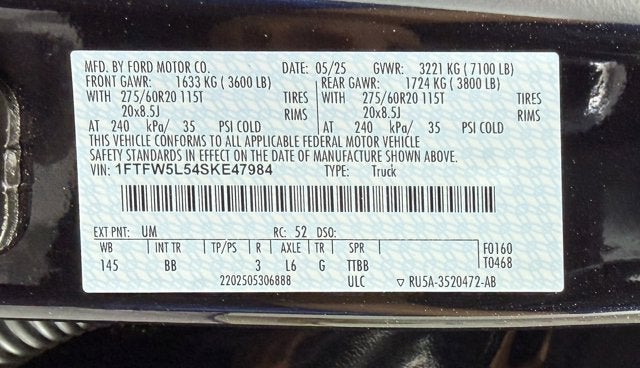 MFD. BY FORD MOTOR CO. DATE: 05/25 GVWR: 3221 KG ( 7100 LB)
FRONT GAWR: 1633 KG ( 3600 LB) REAR GAWR: 1724 KG ( 3800 LB)
WITH 275/60R20 115T TIRES WITH 275/60R20 115T TIRES
20x8.5J RIMS 20x8.5J RIMS
AT 240 kPa/ 35 PSI COLD AT 240 kPa/ 35 PSI COLD
THIS VEHICLE CONFORMS TO ALL APPLICABLE FEDERAL MOTOR VEHICLE
SAFETY STANDARDS IN EFFECT ON THE DATE OF MANUFACTURE SHOWN ABOVE.
VIN: 1FTFW5L54SKE47984 TYPE: Truck
EXT PNT: UM RC: 52 DSO:
WB INT TR TP/PS R AXLE TR SPR F0160
145 BB 3 L6 G TTBB T0468
2202505306888 ULC ▽ RU5A-3520472-AB